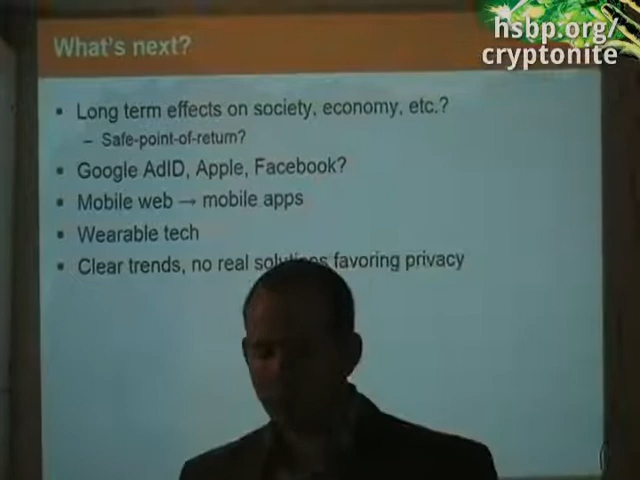 hsbp.org/
cryptonite
What's next?
Long term effects on society, economy, etc.?
– Safe-point-of-return?
Google AdID, Apple, Facebook?
Mobile web → mobile apps
Wearable tech
Clear trends, no real solutions favoring privacy